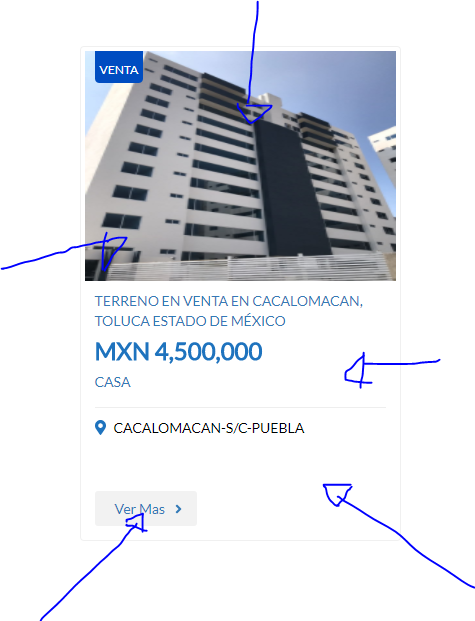 VENTA
TERRENO EN VENTA EN CACALOMACAN,
TOLUCA ESTADO DE MÉXICO
MXN 4,500,000
CASA
CACALOMACAN-S/C-PUEBLA
Ver Mas